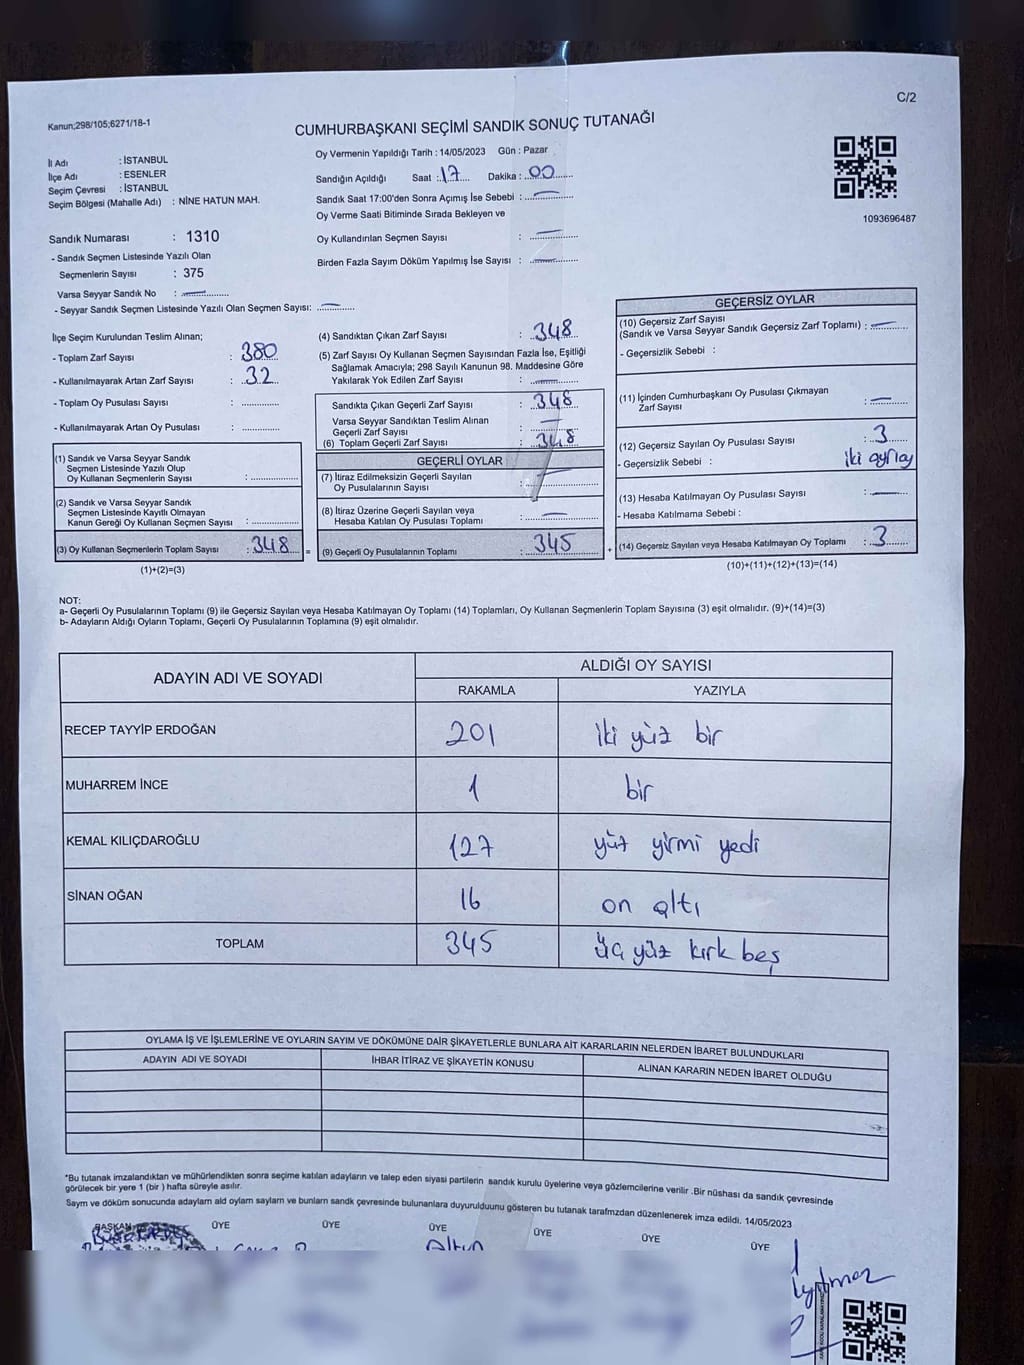 C/2
Kanun;298/105;6271/18-1
CUMHURBAŞKANI SEÇİMİ SANDIK SONUÇ TUTANAĞI
İl Adı : İSTANBUL
İlçe Adı : ESENLER
Seçim Çevresi : İSTANBUL
Seçim Bölgesi (Mahalle Adı) : NİNE HATUN MAH.
Oy Vermenin Yapıldığı Tarih : 14/05/2023 Gün : Pazar
Sandığın Açıldığı Saat : 17 Dakika : 00
Sandık Saat 17:00'den Sonra Açımış İse Sebebi : —
Oy Verme Saati Bitiminde Sırada Bekleyen ve
Oy Kullandırılan Seçmen Sayısı : —
Birden Fazla Sayım Döküm Yapılmış İse Sayısı : —
1093696487
Sandık Numarası : 1310
- Sandık Seçmen Listesinde Yazılı Olan
Seçmenlerin Sayısı : 375
Varsa Seyyar Sandık No : —
- Seyyar Sandık Seçmen Listesinde Yazılı Olan Seçmen Sayısı: —
İlçe Seçim Kurulundan Teslim Alınan;
- Toplam Zarf Sayısı : 380
- Kullanılmayarak Artan Zarf Sayısı : 32
- Toplam Oy Pusulası Sayısı :
- Kullanılmayarak Artan Oy Pusulası :
(1) Sandık ve Varsa Seyyar Sandık
Seçmen Listesinde Yazılı Olup
Oy Kullanan Seçmenlerin Sayısı :
(2) Sandık ve Varsa Seyyar Sandık
Seçmen Listesinde Kayıtlı Olmayan
Kanun Gereği Oy Kullanan Seçmen Sayısı :
(3) Oy Kullanan Seçmenlerin Toplam Sayısı : 348 =
(1)+(2)=(3)
(4) Sandıktan Çıkan Zarf Sayısı : 348
(5) Zarf Sayısı Oy Kullanan Seçmen Sayısından Fazla İse, Eşitliği
Sağlamak Amacıyla; 298 Sayılı Kanunun 98. Maddesine Göre
Yakılarak Yok Edilen Zarf Sayısı : —
Sandıkta Çıkan Geçerli Zarf Sayısı : 348
Varsa Seyyar Sandıktan Teslim Alınan
Geçerli Zarf Sayısı : —
(6) Toplam Geçerli Zarf Sayısı : 348
GEÇERLİ OYLAR
(7) İtiraz Edilmeksizin Geçerli Sayılan
Oy Pusulalarının Sayısı : —
(8) İtiraz Üzerine Geçerli Sayılan veya
Hesaba Katılan Oy Pusulası Toplamı : —
(9) Geçerli Oy Pusulalarının Toplamı : 345 +
GEÇERSİZ OYLAR
(10) Geçersiz Zarf Sayısı
(Sandık ve Varsa Seyyar Sandık Geçersiz Zarf Toplamı) : —
- Geçersizlik Sebebi :
(11) İçinden Cumhurbaşkanı Oy Pusulası Çıkmayan
Zarf Sayısı : —
(12) Geçersiz Sayılan Oy Pusulası Sayısı : 3
- Geçersizlik Sebebi : iki ayrı oy
(13) Hesaba Katılmayan Oy Pusulası Sayısı : —
- Hesaba Katılmama Sebebi :
(14) Geçersiz Sayılan veya Hesaba Katılmayan Oy Toplamı : 3
(10)+(11)+(12)+(13)=(14)
NOT:
a- Geçerli Oy Pusulalarının Toplamı (9) ile Geçersiz Sayılan veya Hesaba Katılmayan Oy Toplamı (14) Toplamları, Oy Kullanan Seçmenlerin Toplam Sayısına (3) eşit olmalıdır. (9)+(14)=(3)
b- Adayların Aldığı Oyların Toplamı, Geçerli Oy Pusulalarının Toplamına (9) eşit olmalıdır.
ADAYIN ADI VE SOYADI ALDIĞI OY SAYISI
RAKAMLA YAZIYLA
RECEP TAYYİP ERDOĞAN 201 iki yüz bir
MUHARREM İNCE 1 bir
KEMAL KILIÇDAROĞLU 127 yüz yirmi yedi
SİNAN OĞAN 16 on altı
TOPLAM 345 üç yüz kırk beş
OYLAMA İŞ VE İŞLEMLERİNE VE OYLARIN SAYIM VE DÖKÜMÜNE DAİR ŞİKAYETLERLE BUNLARA AİT KARARLARIN NELERDEN İBARET BULUNDUKLARI
ADAYIN ADI VE SOYADI İHBAR İTİRAZ VE ŞİKAYETİN KONUSU ALINAN KARARIN NEDEN İBARET OLDUĞU
*Bu tutanak imzalandıktan ve mühürlendikten sonra seçime katılan adayların ve talep eden siyasi partilerin sandık kurulu üyelerine veya gözlemcilerine verilir .Bir nüshası da sandık çevresinde
görülecek bir yere 1 (bir ) hafta süreyle asılır.
Sayım ve döküm sonucunda adaylam ald oylam saylam ve bunlarn sandk çevresinde bulunanlara duyurulduunu gösteren bu tutanak tarafmzdan düzenlenerek imza edildi. 14/05/2023
BAŞKAN ÜYE ÜYE ÜYE ÜYE ÜYE ÜYE
Altun